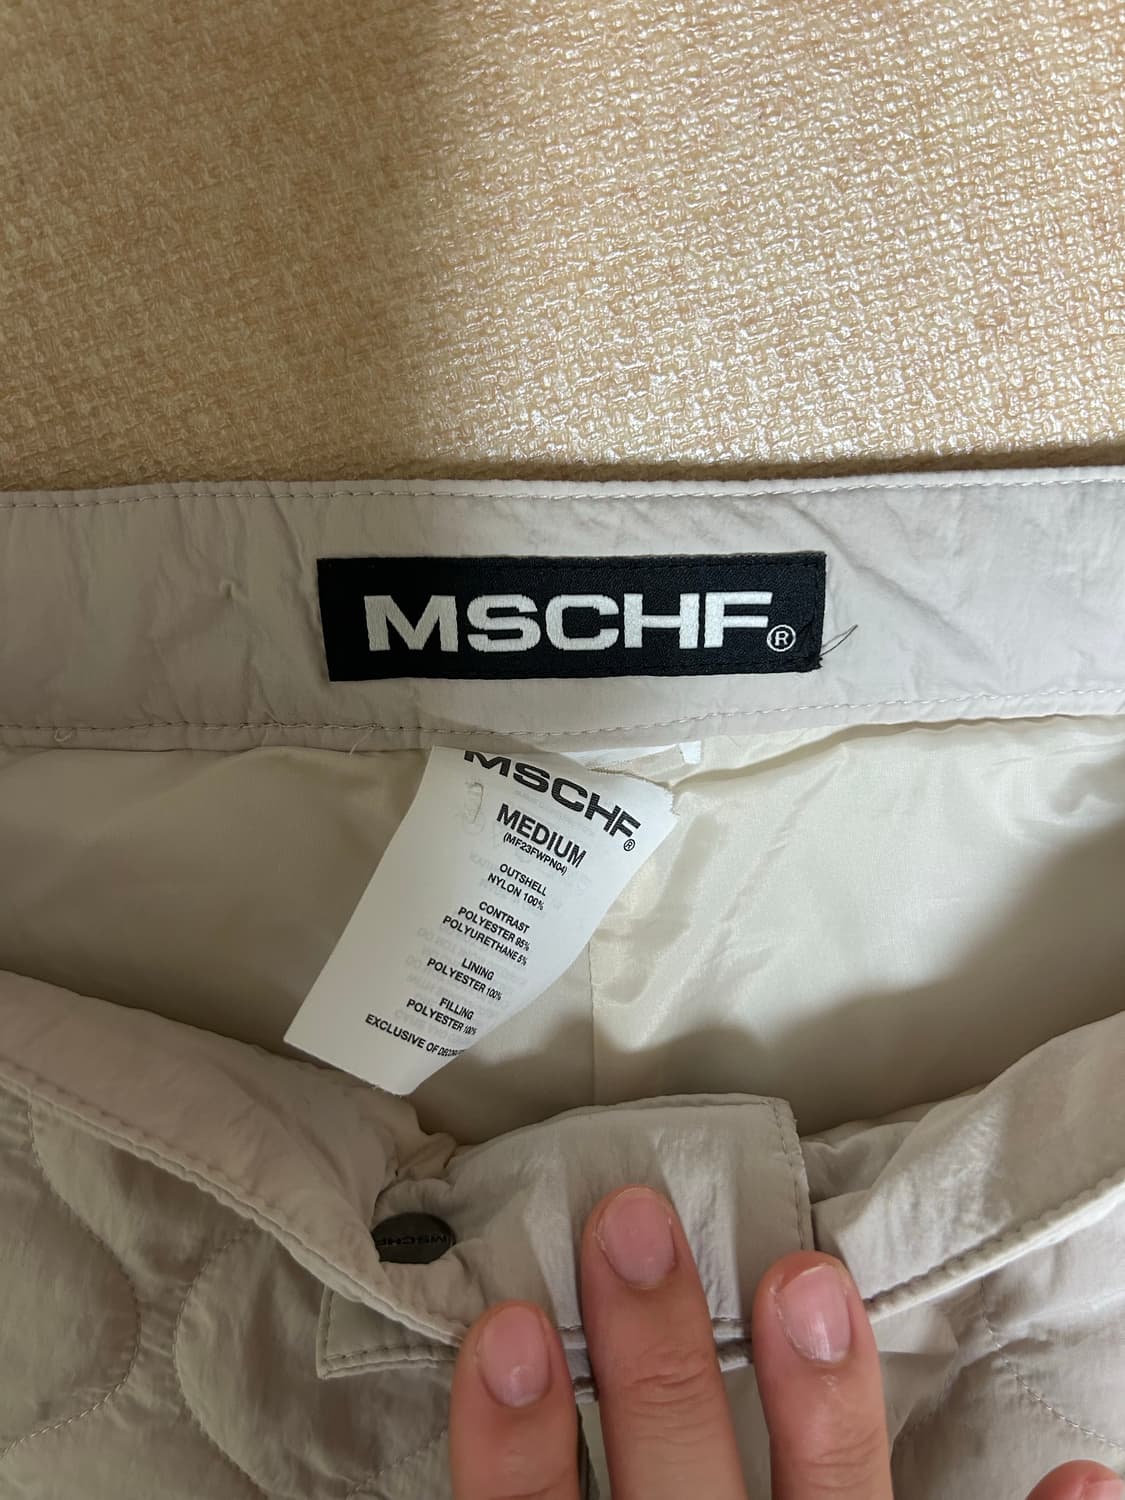 MSCHF®
MSCHF®
MEDIUM
(MF23FWPN04)
OUTSHELL
NYLON 100%
CONTRAST
POLYESTER 95%
POLYURETHANE 5%
LINING
POLYESTER 100%
FILLING
POLYESTER 100%
EXCLUSIVE OF
MSCHF